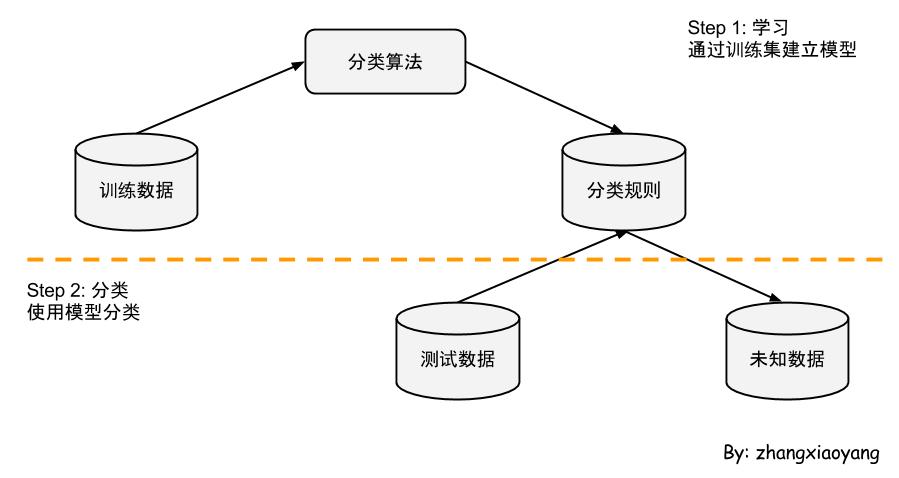 Step 1: 学习
通过训练集建立模型
分类算法
训练数据
分类规则
Step 2: 分类
使用模型分类
测试数据
未知数据
By: zhangxiaoyang